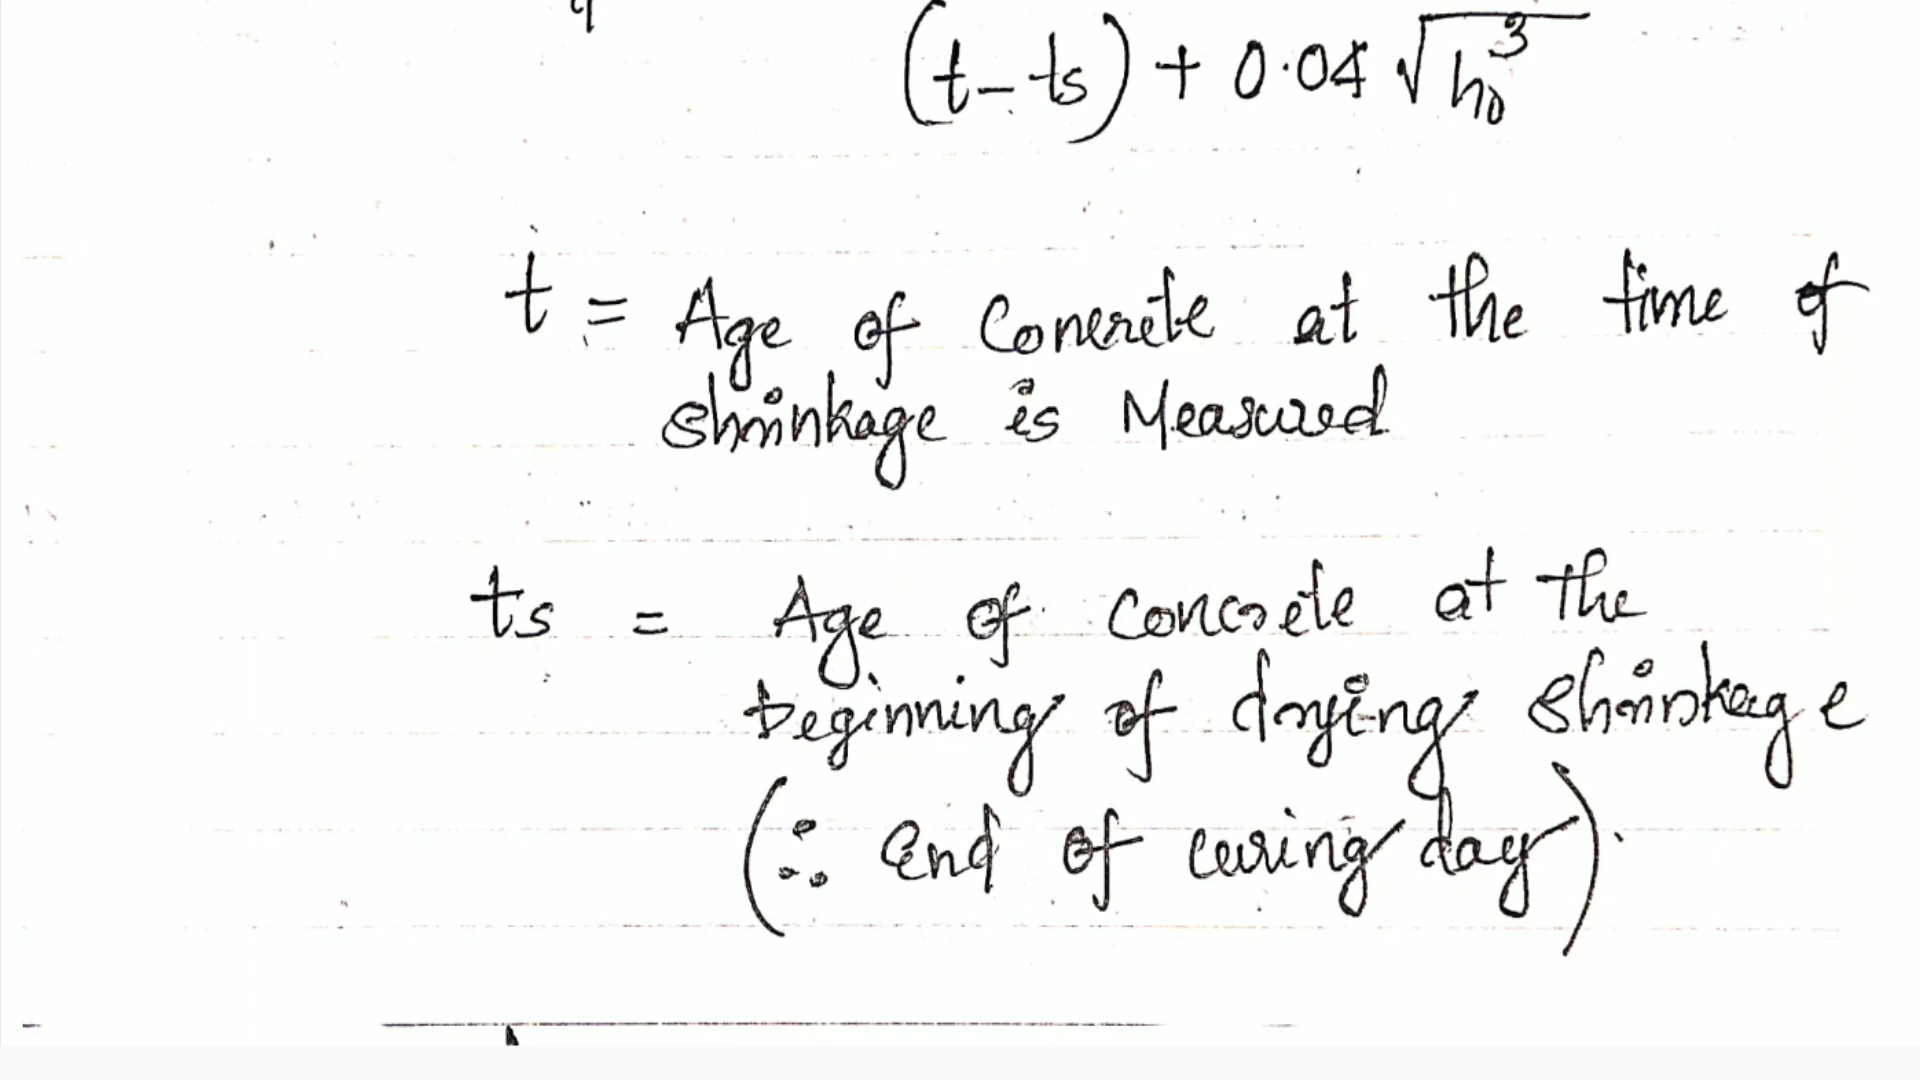 (t-ts) + 0.04 √h₀³
t = Age of Concrete at the time of
shrinkage is Measured
ts = Age of concrete at the
beginning of drying shrinkage
(∴ end of curing day).